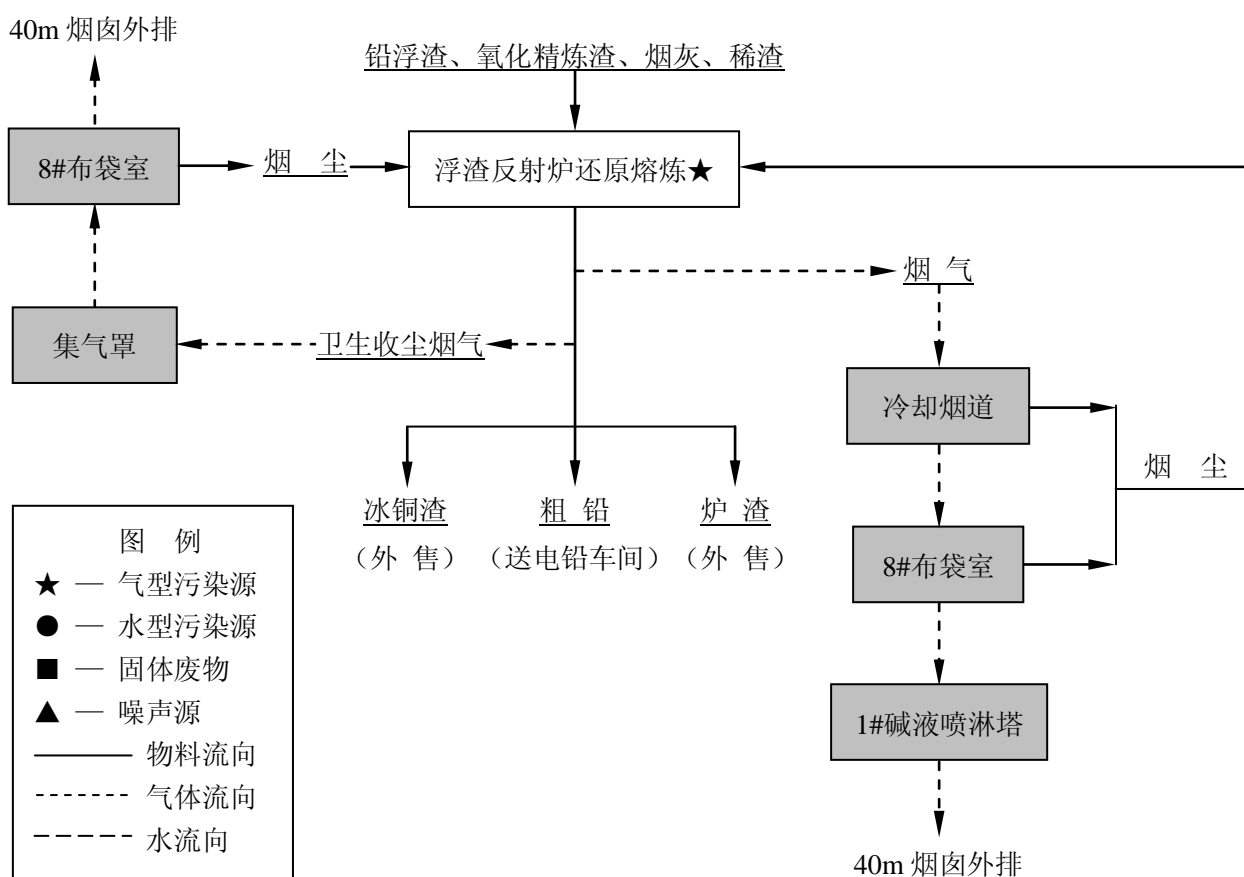 40m 烟囱外排
铅浮渣、氧化精炼渣、烟灰、稀渣
8#布袋室
烟 尘
浮渣反射炉还原熔炼★
烟 气
集气罩
卫生收尘烟气
冷却烟道
烟 尘
冰铜渣
粗 铅
炉 渣
（外 售）
（送电铅车间）
（外 售）
8#布袋室
1#碱液喷淋塔
40m 烟囱外排
图 例
★ — 气型污染源
● — 水型污染源
■ — 固体废物
▲ — 噪声源
物料流向
气体流向
水流向